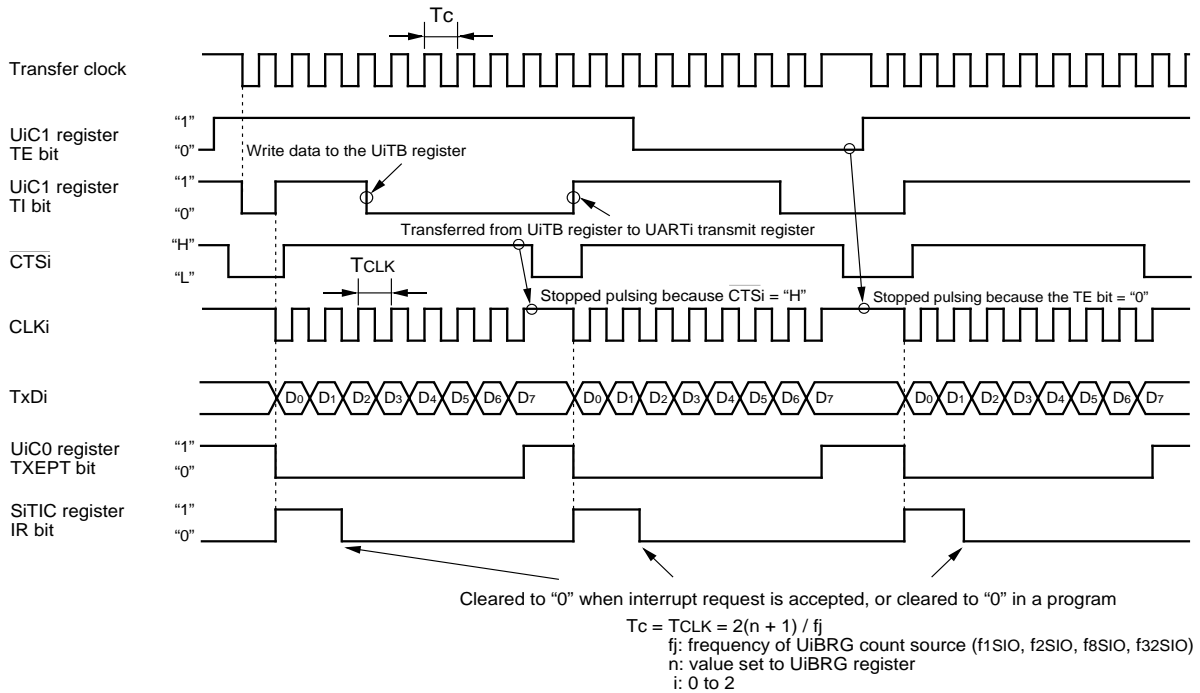 Tc
Transfer clock
UiC1 register
TE bit
“1”
“0”
Write data to the UiTB register
UiC1 register
TI bit
“1”
“0”
Transferred from UiTB register to UARTi transmit register
CTSi
“H”
“L”
TCLK
Stopped pulsing because CTSi = “H”
Stopped pulsing because the TE bit = “0”
CLKi
TxDi
D0 D1 D2 D3 D4 D5 D6 D7 D0 D1 D2 D3 D4 D5 D6 D7 D0 D1 D2 D3 D4 D5 D6 D7
UiC0 register
TXEPT bit
“1”
“0”
SiTIC register
IR bit
“1”
“0”
Cleared to “0” when interrupt request is accepted, or cleared to “0” in a program
Tc = TCLK = 2(n + 1) / fj
fj: frequency of UiBRG count source (f1SIO, f2SIO, f8SIO, f32SIO)
n: value set to UiBRG register
i: 0 to 2